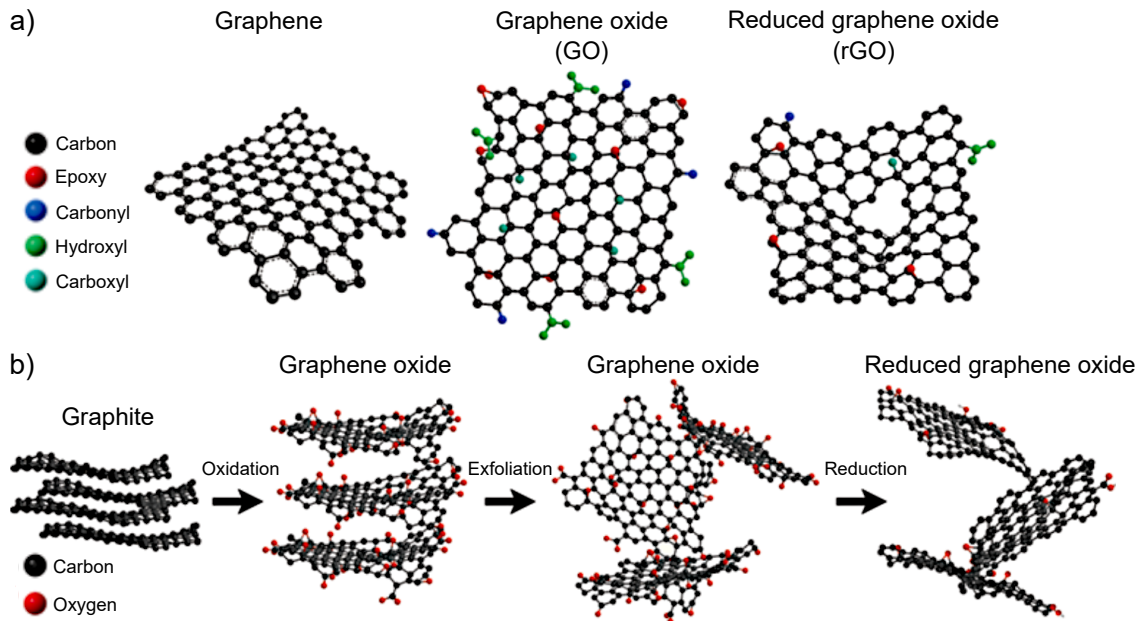 a)
Graphene
Graphene oxide
(GO)
Reduced graphene oxide
(rGO)
Carbon
Epoxy
Carbonyl
Hydroxyl
Carboxyl
b)
Graphite
Graphene oxide
Graphene oxide
Reduced graphene oxide
Oxidation
Exfoliation
Reduction
Carbon
Oxygen